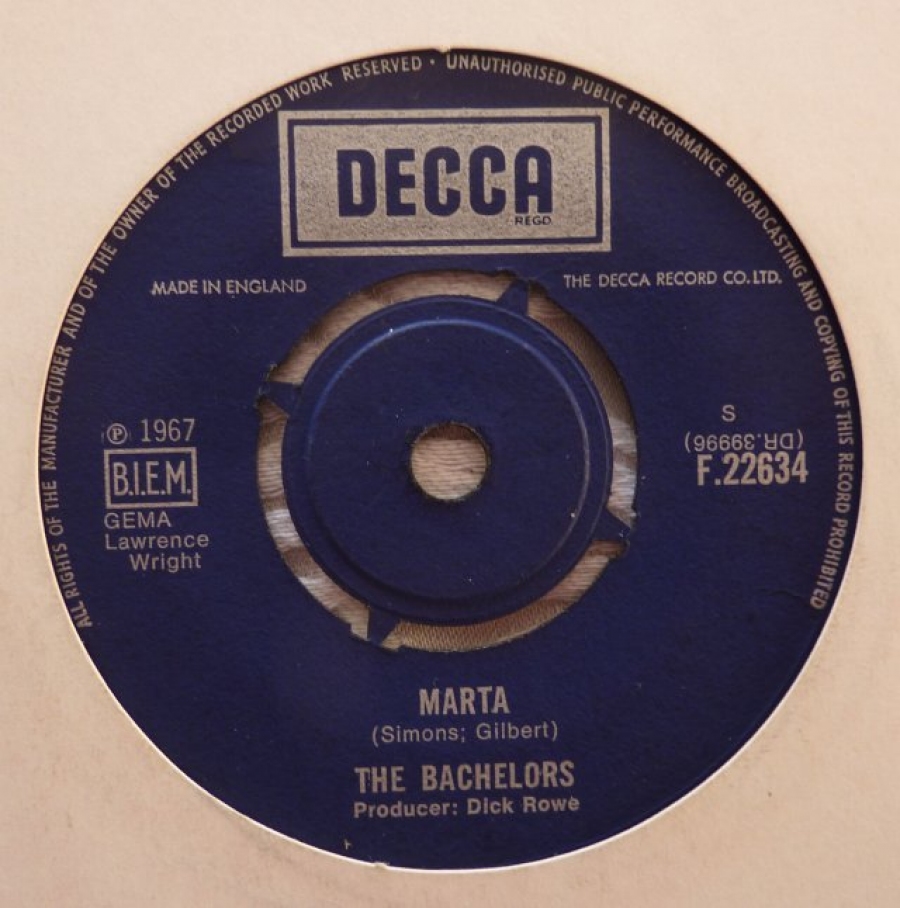 ALL RIGHTS OF THE MANUFACTURER AND OF THE OWNER OF THE RECORDED WORK RESERVED · UNAUTHORISED PUBLIC PERFORMANCE BROADCASTING AND COPYING OF THIS RECORD PROHIBITED
DECCA
REGD
MADE IN ENGLAND
THE DECCA RECORD CO. LTD.
℗ 1967
B.I.E.M.
GEMA
Lawrence
Wright
S
(DR.39996)
F.22634
MARTA
(Simons; Gilbert)
THE BACHELORS
Producer: Dick Rowe